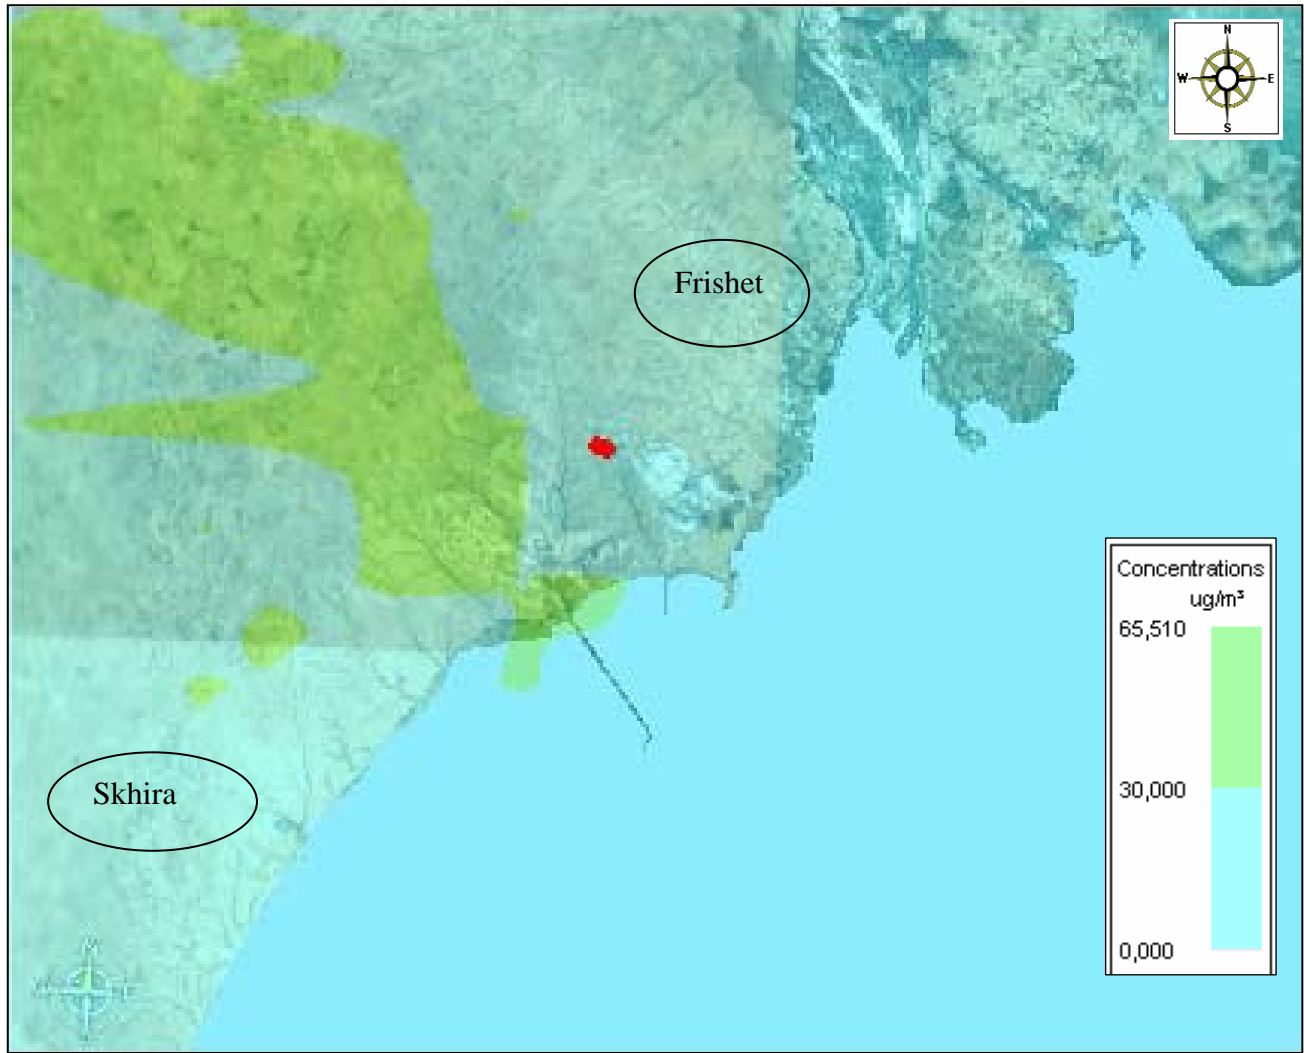 N
W E
S
Frishet
Concentrations
ug/m³
65,510
30,000
0,000
Skhira
N